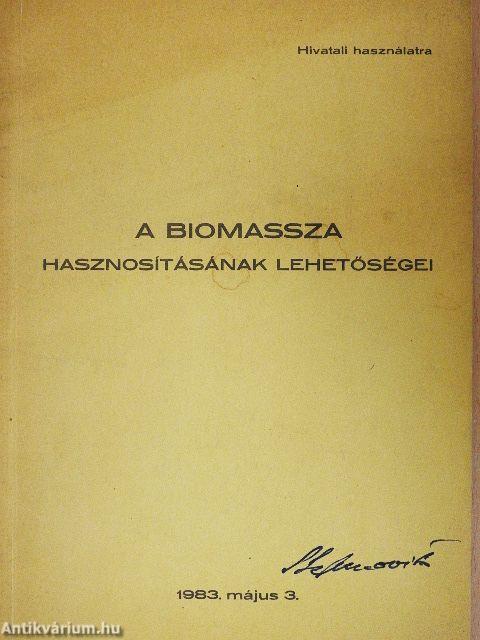 Hivatali használatra
A BIOMASSZA
HASZNOSÍTÁSÁNAK LEHETŐSÉGEI
1983. május 3.
Antikvárium.hu